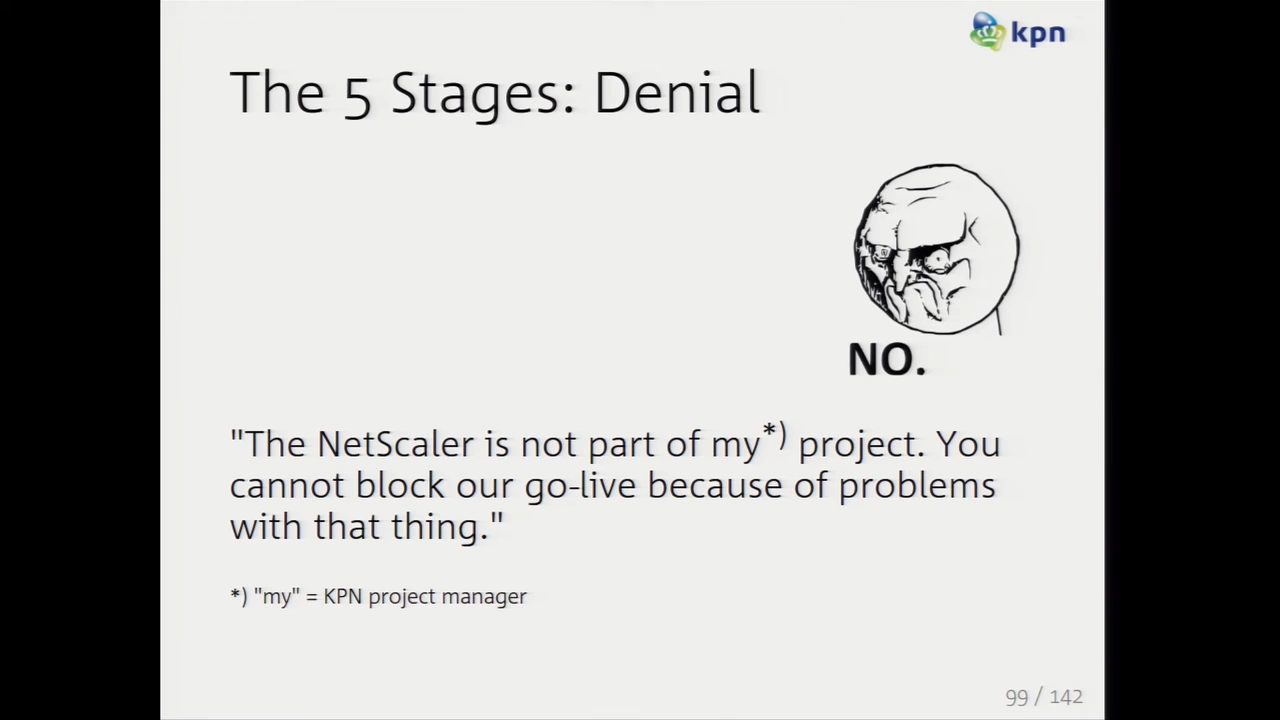 kpn
The 5 Stages: Denial
NO.
"The NetScaler is not part of my*) project. You
cannot block our go-live because of problems
with that thing."
*) "my" = KPN project manager
99 / 142